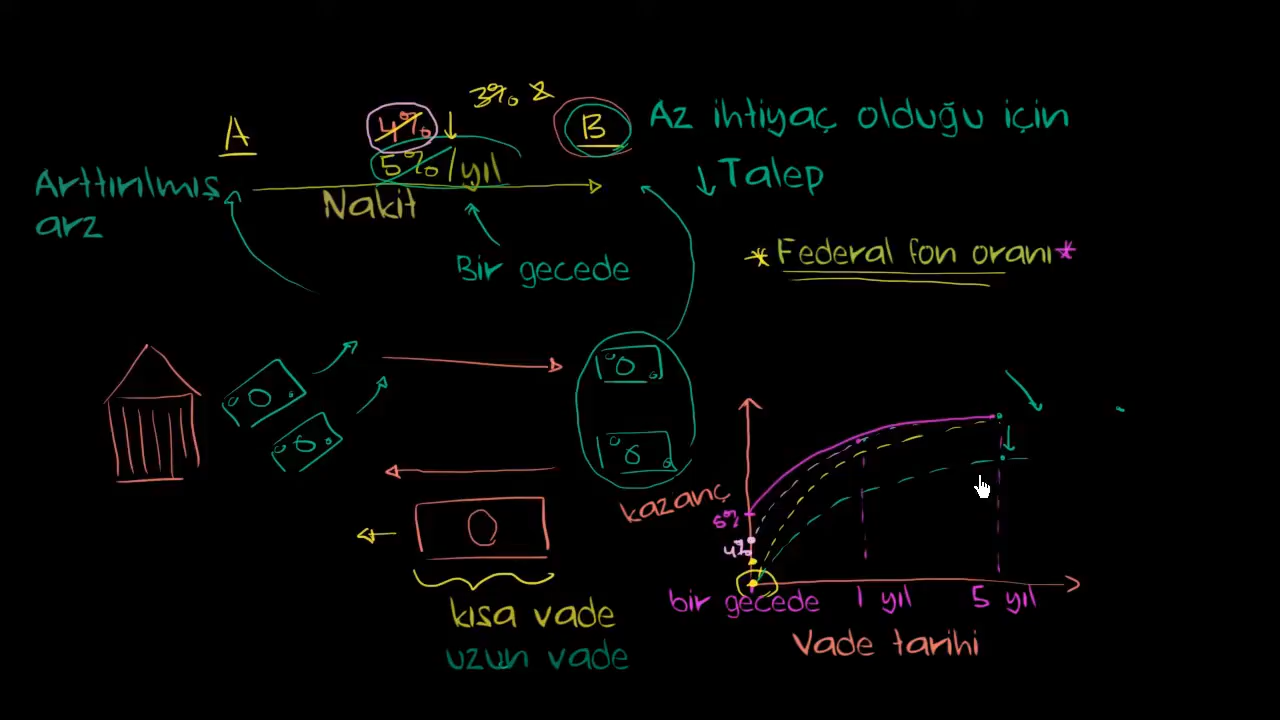 3%
4%
A
B
Az ihtiyaç olduğu için
5%/yıl
Talep
Arttırılmış
arz
Nakit
Bir gecede
*Federal fon oranı*
kazanç
5%
4%
bir gecede
1 yıl
5 yıl
kısa vade
uzun vade
Vade tarihi